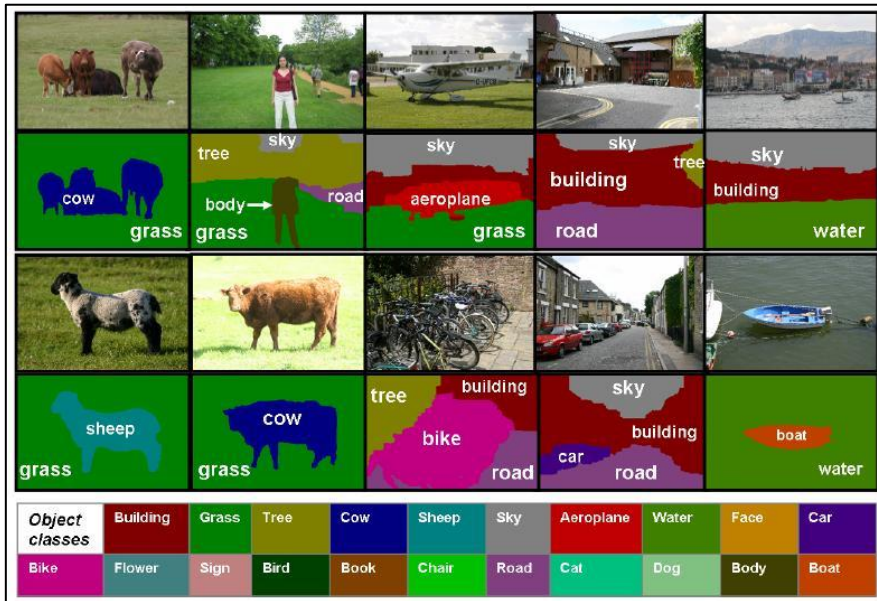 sky
tree
body
road
grass
cow
grass
sky
aeroplane
grass
sky
building
road
tree
sky
building
water
sheep
grass
cow
grass
tree
building
bike
road
sky
building
car
road
boat
water
Object classes
Building
Grass
Tree
Cow
Sheep
Sky
Aeroplane
Water
Face
Car
Bike
Flower
Sign
Bird
Book
Chair
Road
Cat
Dog
Body
Boat